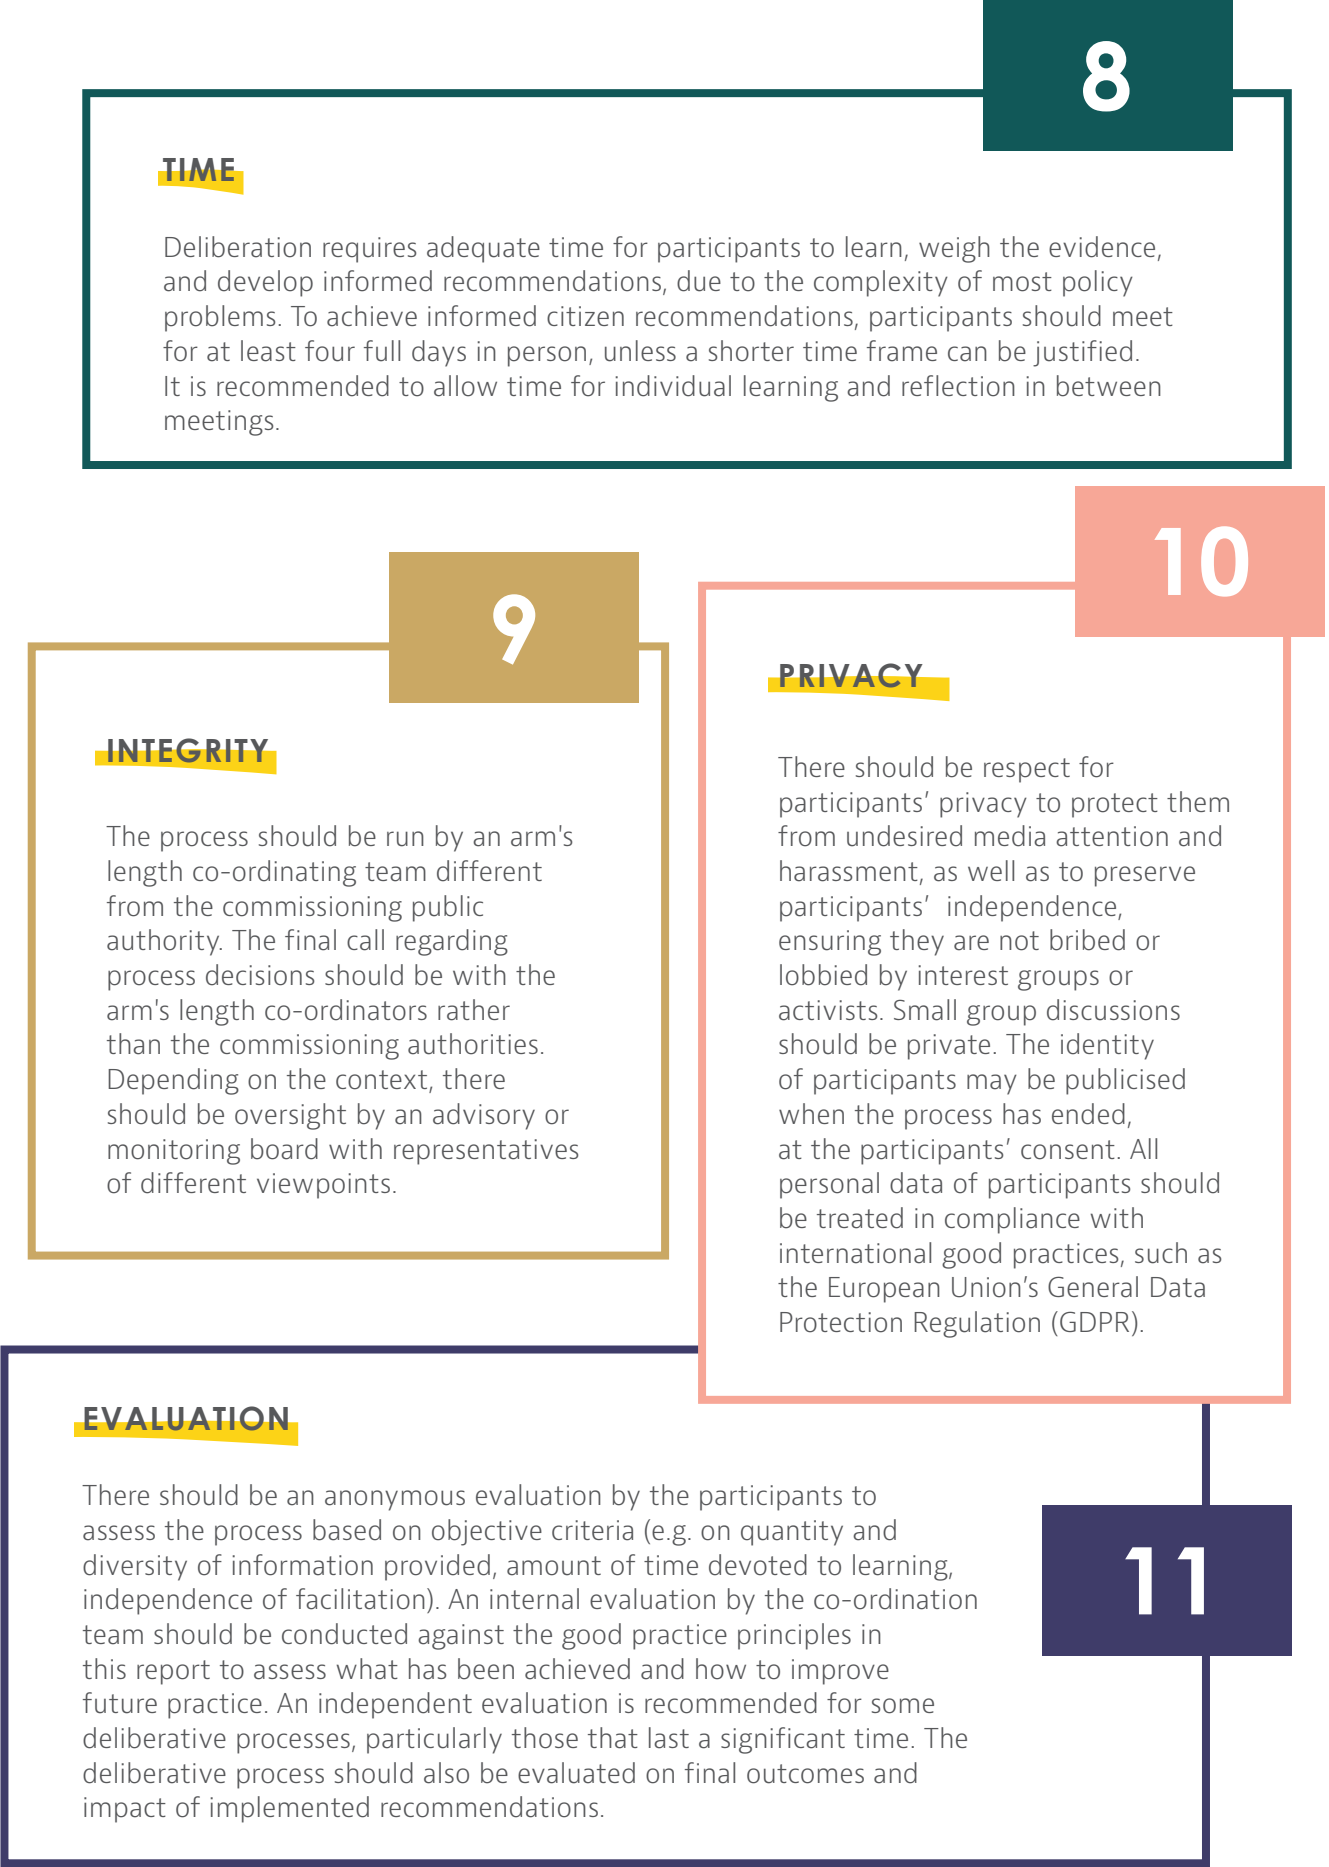 8
TIME
Deliberation requires adequate time for participants to learn, weigh the evidence,
and develop informed recommendations, due to the complexity of most policy
problems. To achieve informed citizen recommendations, participants should meet
for at least four full days in person, unless a shorter time frame can be justified.
It is recommended to allow time for individual learning and reflection in between
meetings.
9
INTEGRITY
The process should be run by an arm's
length co-ordinating team different
from the commissioning public
authority. The final call regarding
process decisions should be with the
arm's length co-ordinators rather
than the commissioning authorities.
Depending on the context, there
should be oversight by an advisory or
monitoring board with representatives
of different viewpoints.
10
PRIVACY
There should be respect for
participants’ privacy to protect them
from undesired media attention and
harassment, as well as to preserve
participants’  independence,
ensuring they are not bribed or
lobbied by interest groups or
activists. Small group discussions
should be private. The identity
of participants may be publicised
when the process has ended,
at the participants’ consent. All
personal data of participants should
be treated in compliance with
international good practices, such as
the European Union’s General Data
Protection Regulation (GDPR).
11
EVALUATION
There should be an anonymous evaluation by the participants to
assess the process based on objective criteria (e.g. on quantity and
diversity of information provided, amount of time devoted to learning,
independence of facilitation). An internal evaluation by the co-ordination
team should be conducted against the good practice principles in
this report to assess what has been achieved and how to improve
future practice. An independent evaluation is recommended for some
deliberative processes, particularly those that last a significant time. The
deliberative process should also be evaluated on final outcomes and
impact of implemented recommendations.